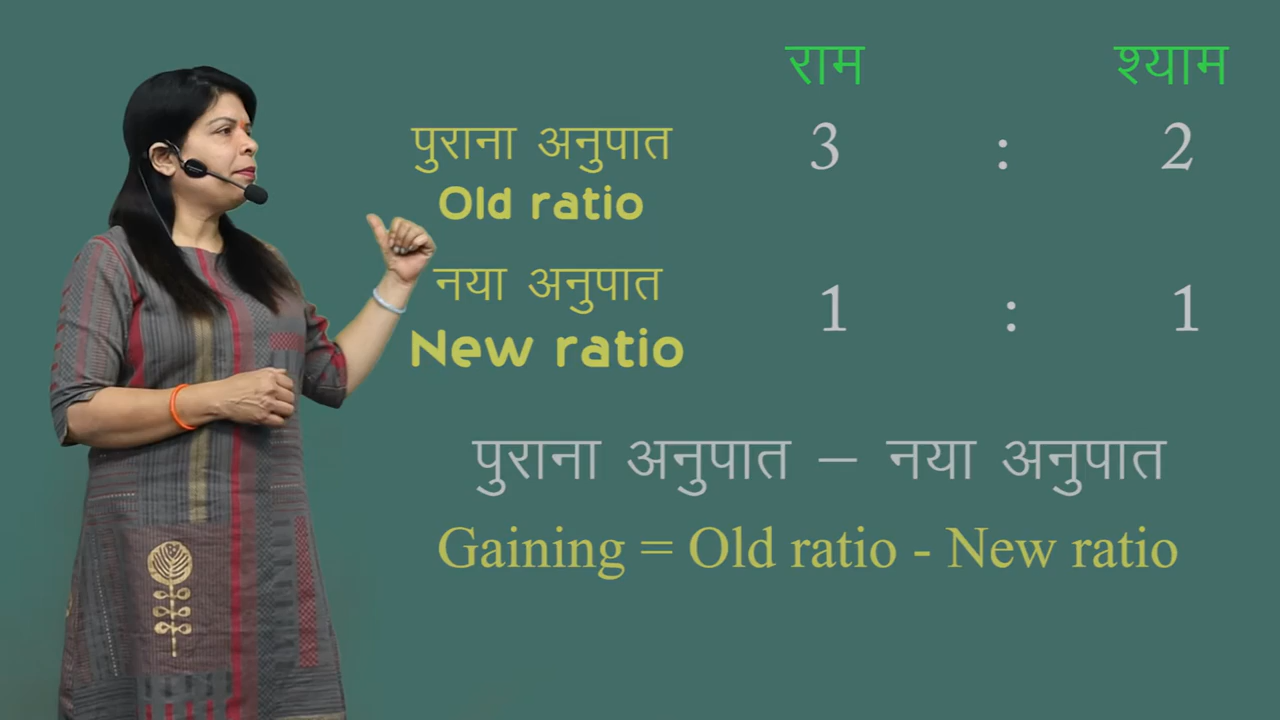 राम : श्याम
पुराना अनुपात 3 : 2
Old ratio
नया अनुपात 1 : 1
New ratio
पुराना अनुपात – नया अनुपात
Gaining = Old ratio - New ratio